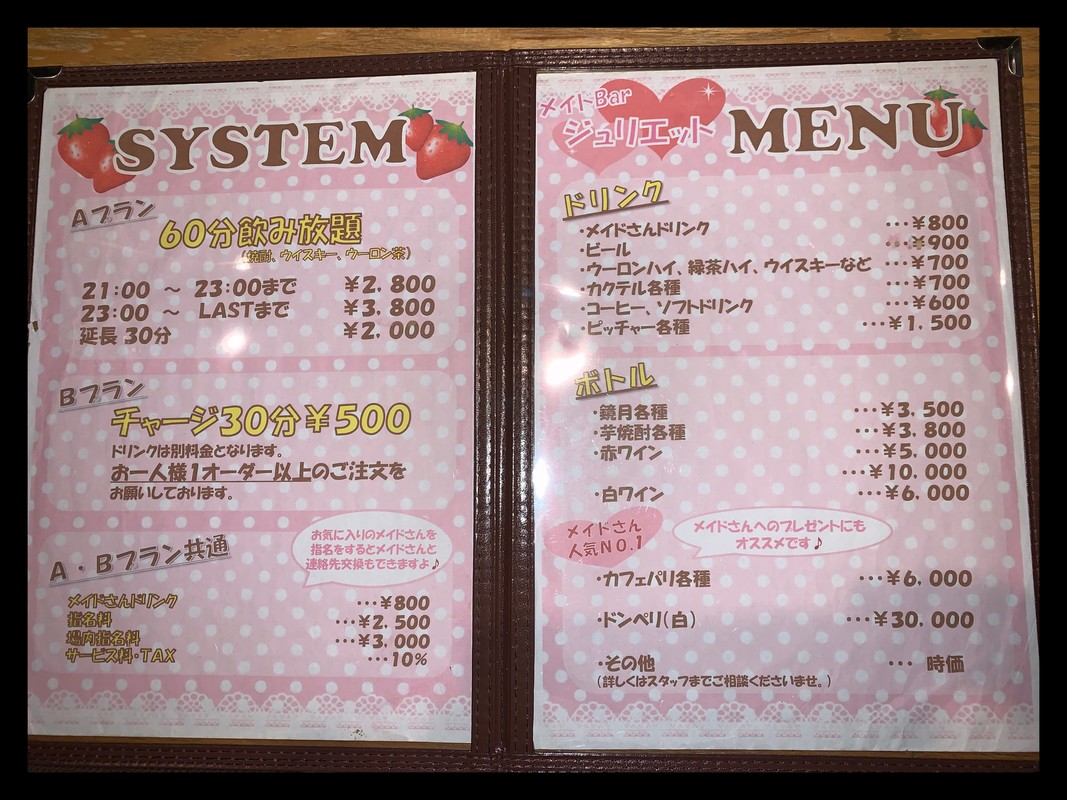 SYSTEM
Aプラン
60分飲み放題
(焼酎、ウイスキー、ウーロン茶)
21:00 ～ 23:00まで ¥2,800
23:00 ～ LASTまで ¥3,800
延長 30分 ¥2,000
Bプラン
チャージ30分¥500
ドリンクは別料金となります。
お一人様1オーダー以上のご注文を
お願いしております。
A・Bプラン共通
お気に入りのメイドさんを
指名をするとメイドさんと
連絡先交換もできますよ♪
メイドさんドリンク …¥800
指名料 …¥2,500
場内指名料 …¥3,000
サービス料・TAX …10%
メイドBar
ジュリエット
MENU
ドリンク
・メイドさんドリンク …¥800
・ビール …¥900
・ウーロンハイ、緑茶ハイ、ウイスキーなど …¥700
・カクテル各種 …¥700
・コーヒー、ソフトドリンク …¥600
・ピッチャー各種 …¥1,500
ボトル
・鏡月各種 …¥3,500
・芋焼酎各種 …¥3,800
・赤ワイン …¥5,000
…¥10,000
・白ワイン …¥6,000
メイドさん
人気NO.1
メイドさんへのプレゼントにも
オススメです♪
・カフェパリ各種 …¥6,000
・ドンペリ(白) …¥30,000
・その他 … 時価
(詳しくはスタッフまでご相談くださいませ。)